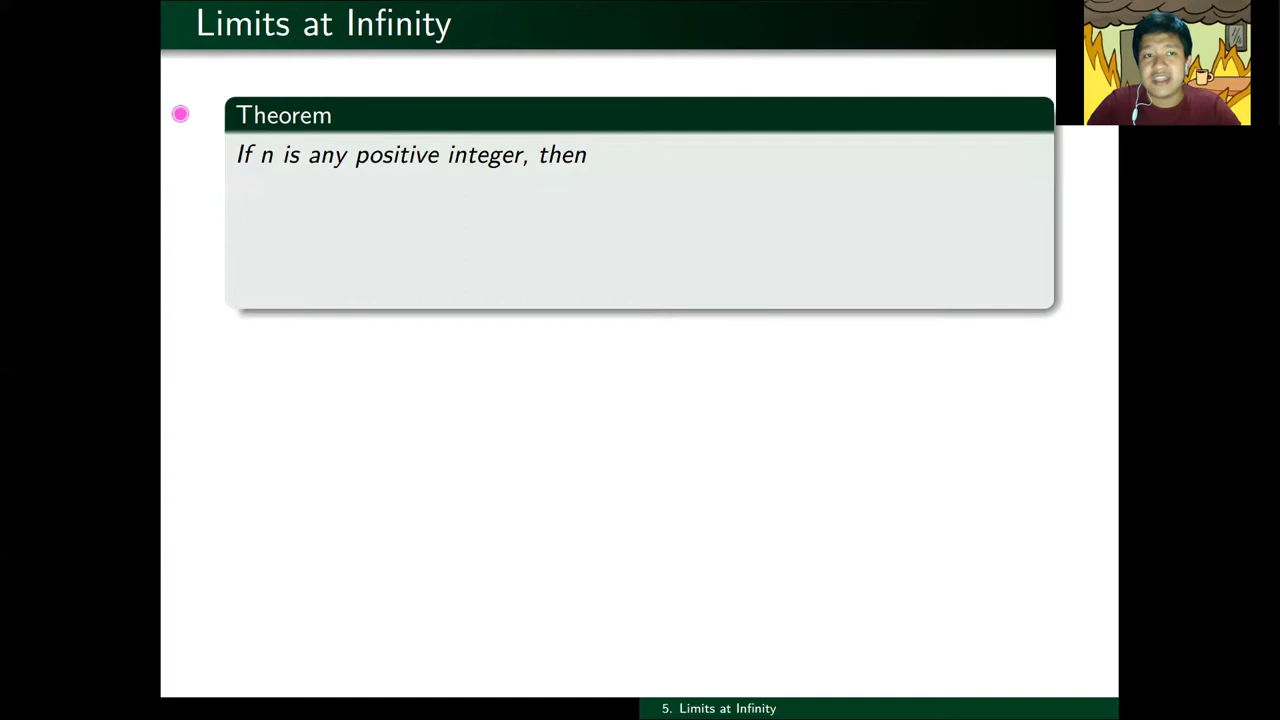 Limits at Infinity
Theorem
If n is any positive integer, then
5. Limits at Infinity